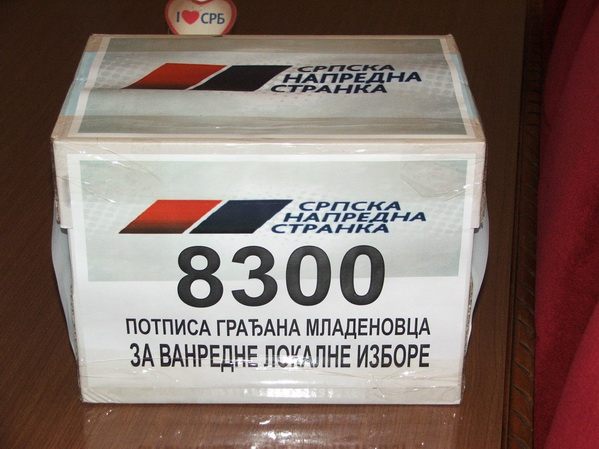 I ❤ СРБ
СРПСКА
НАПРЕДНА
СТРАНКА
СРПСКА
НАПРЕДНА
СТРАНКА
8300
ПОТПИСА ГРАЂАНА МЛАДЕНОВЦА
ЗА ВАНРЕДНЕ ЛОКАЛНЕ ИЗБОРЕ